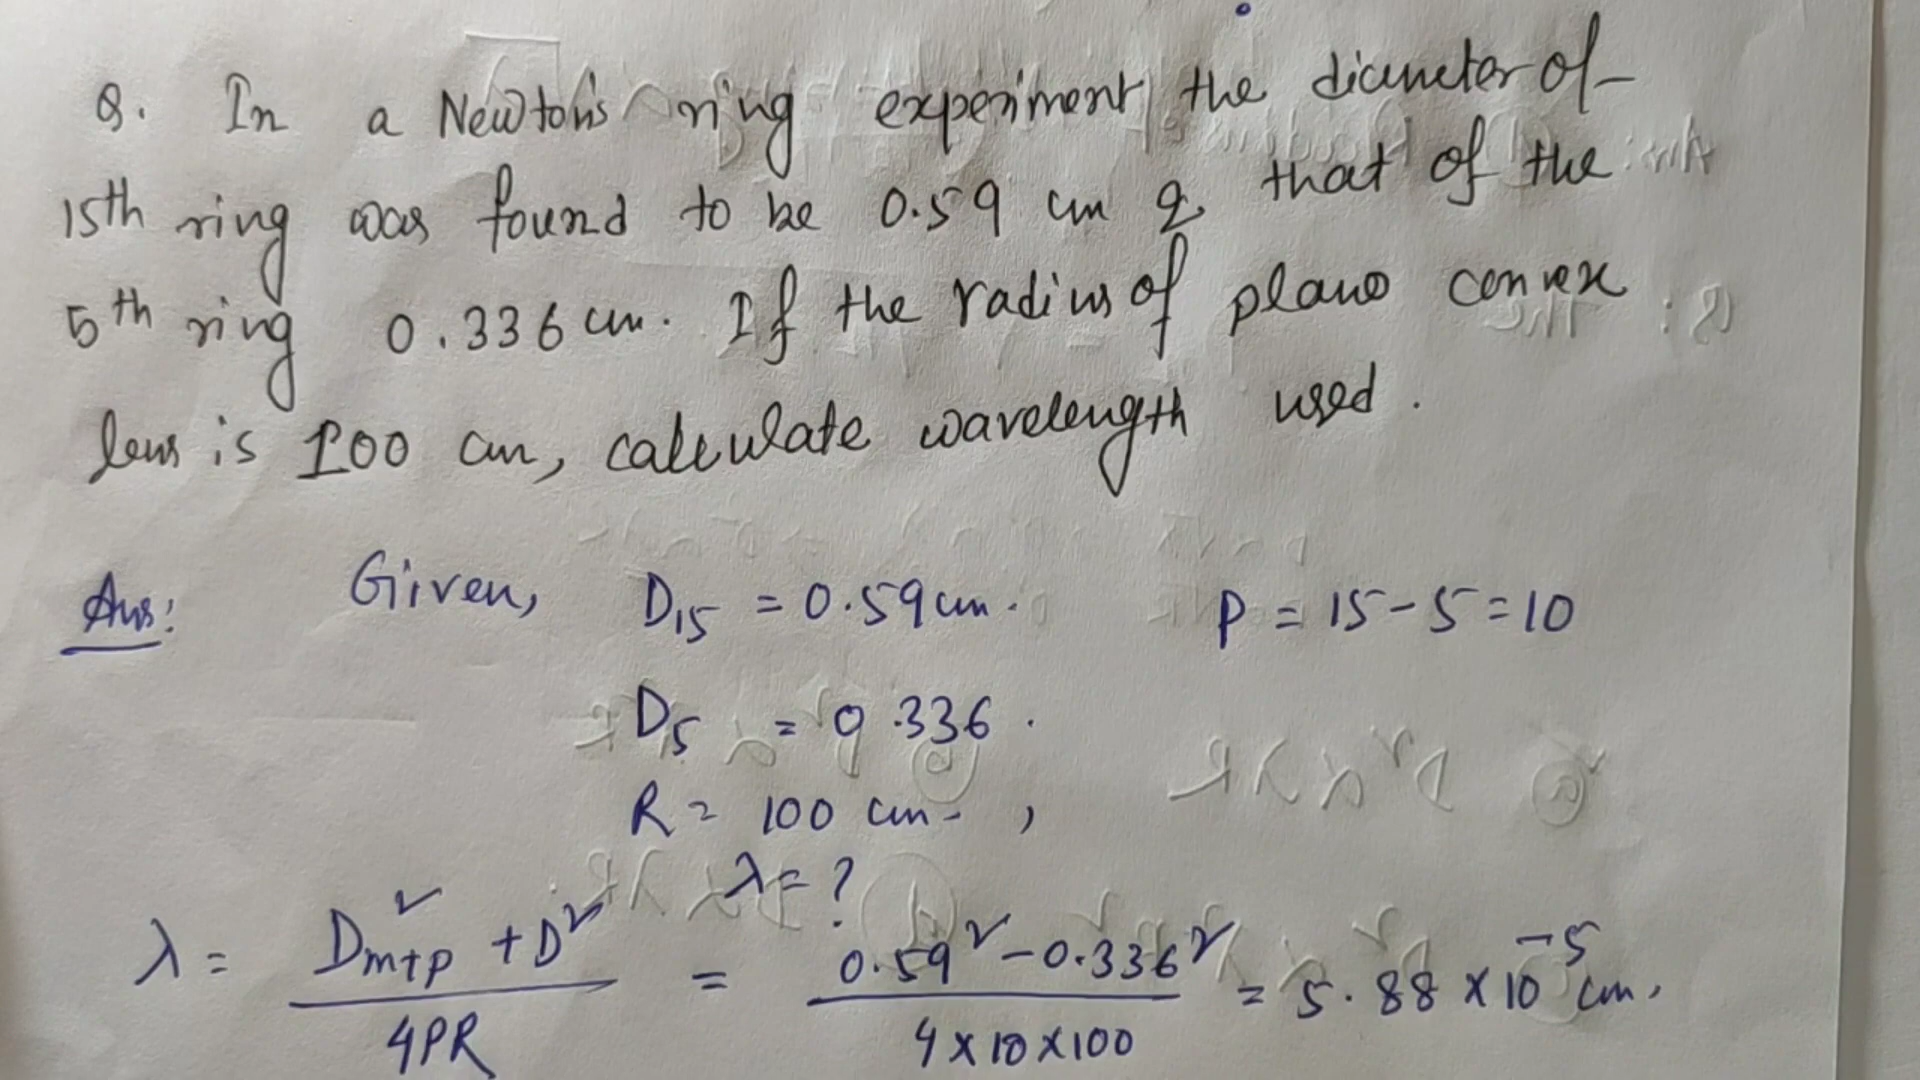 Q. In a Newton's ring experiment the diameter of
15th ring was found to be 0.59 cm & that of the
5th ring 0.336 cm. If the radius of plano convex
lens is 100 cm, calculate wavelength used.
Ans: Given, D₁₅ = 0.59 cm. P = 15 - 5 = 10
D₅ = 0.336.
R = 100 cm ,
λ = ?
λ = (D²ₘ₊ₚ + D²) / 4PR = (0.59² - 0.336²) / (4 × 10 × 100) = 5.88 × 10⁻⁵ cm.